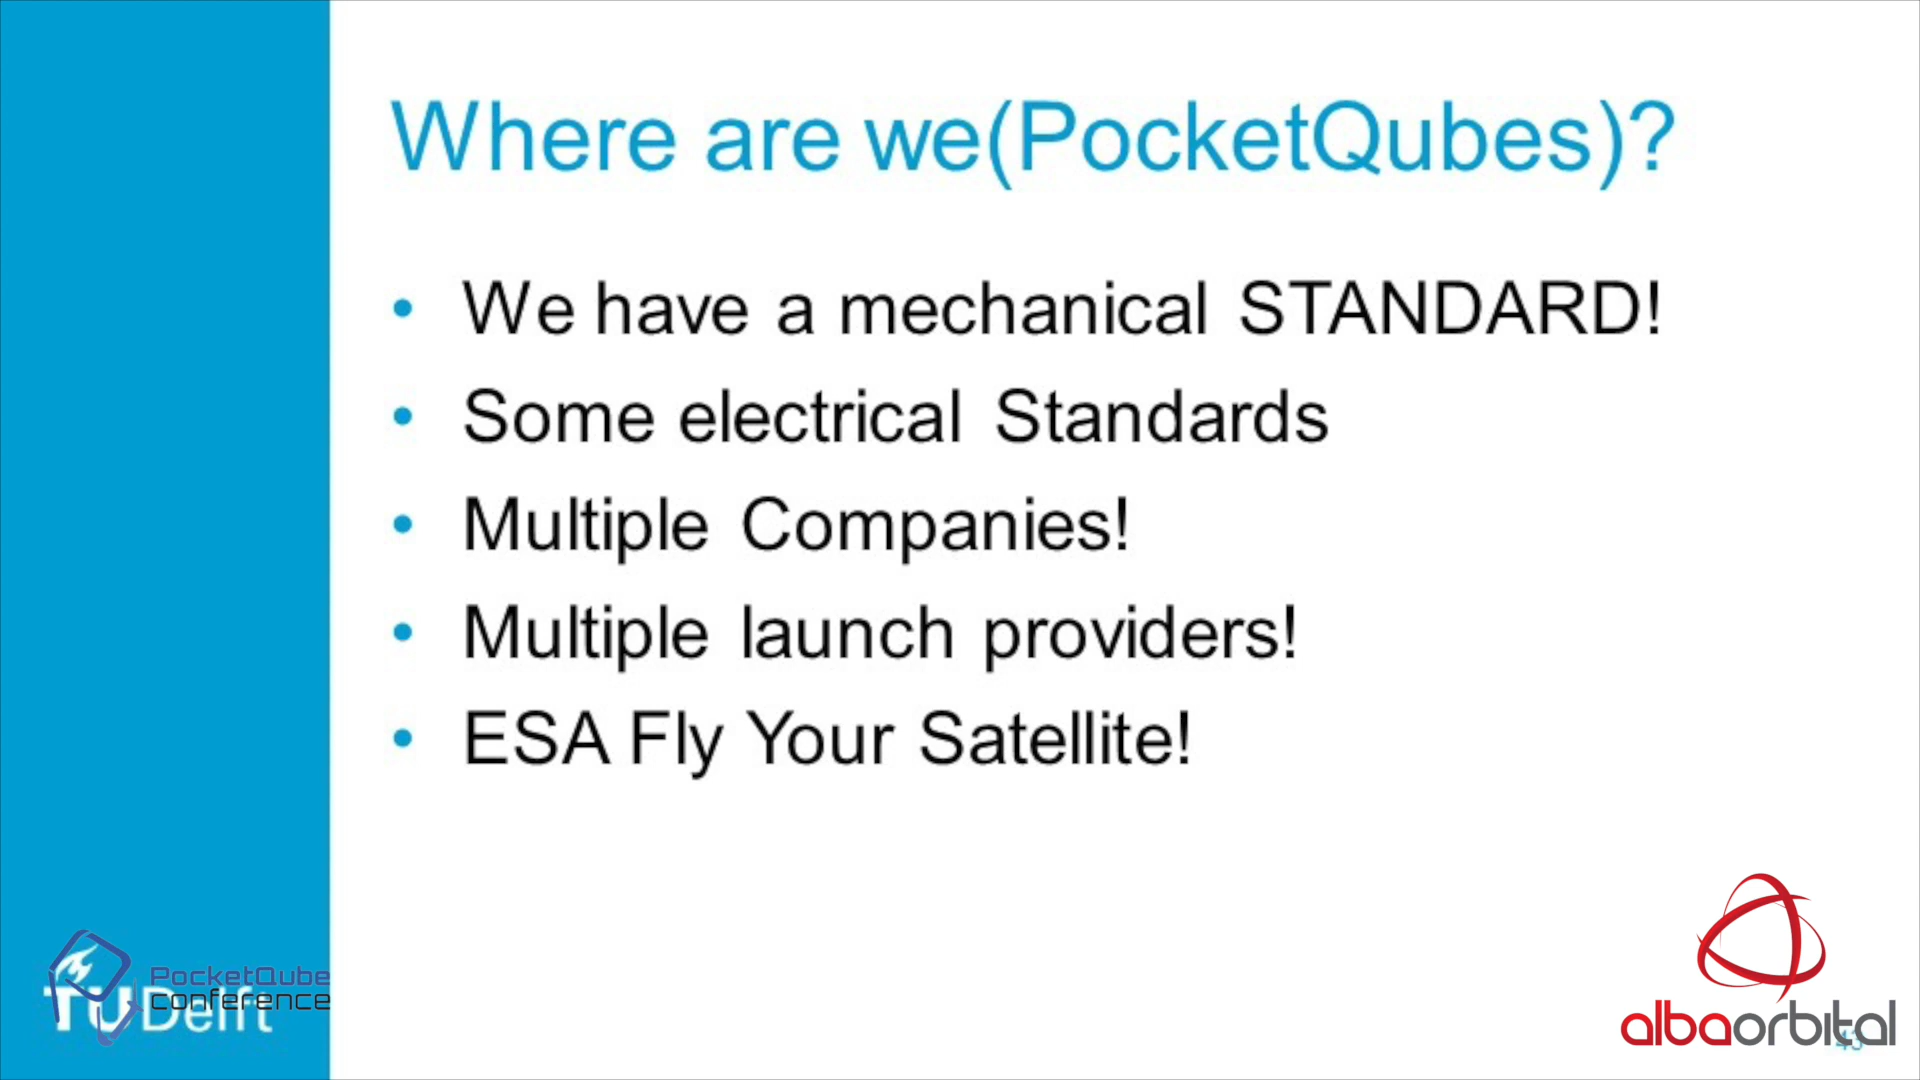 Where are we(PocketQubes)?
• We have a mechanical STANDARD!
• Some electrical Standards
• Multiple Companies!
• Multiple launch providers!
• ESA Fly Your Satellite!
PocketQube
conference
TU Delft
albaorbital
43